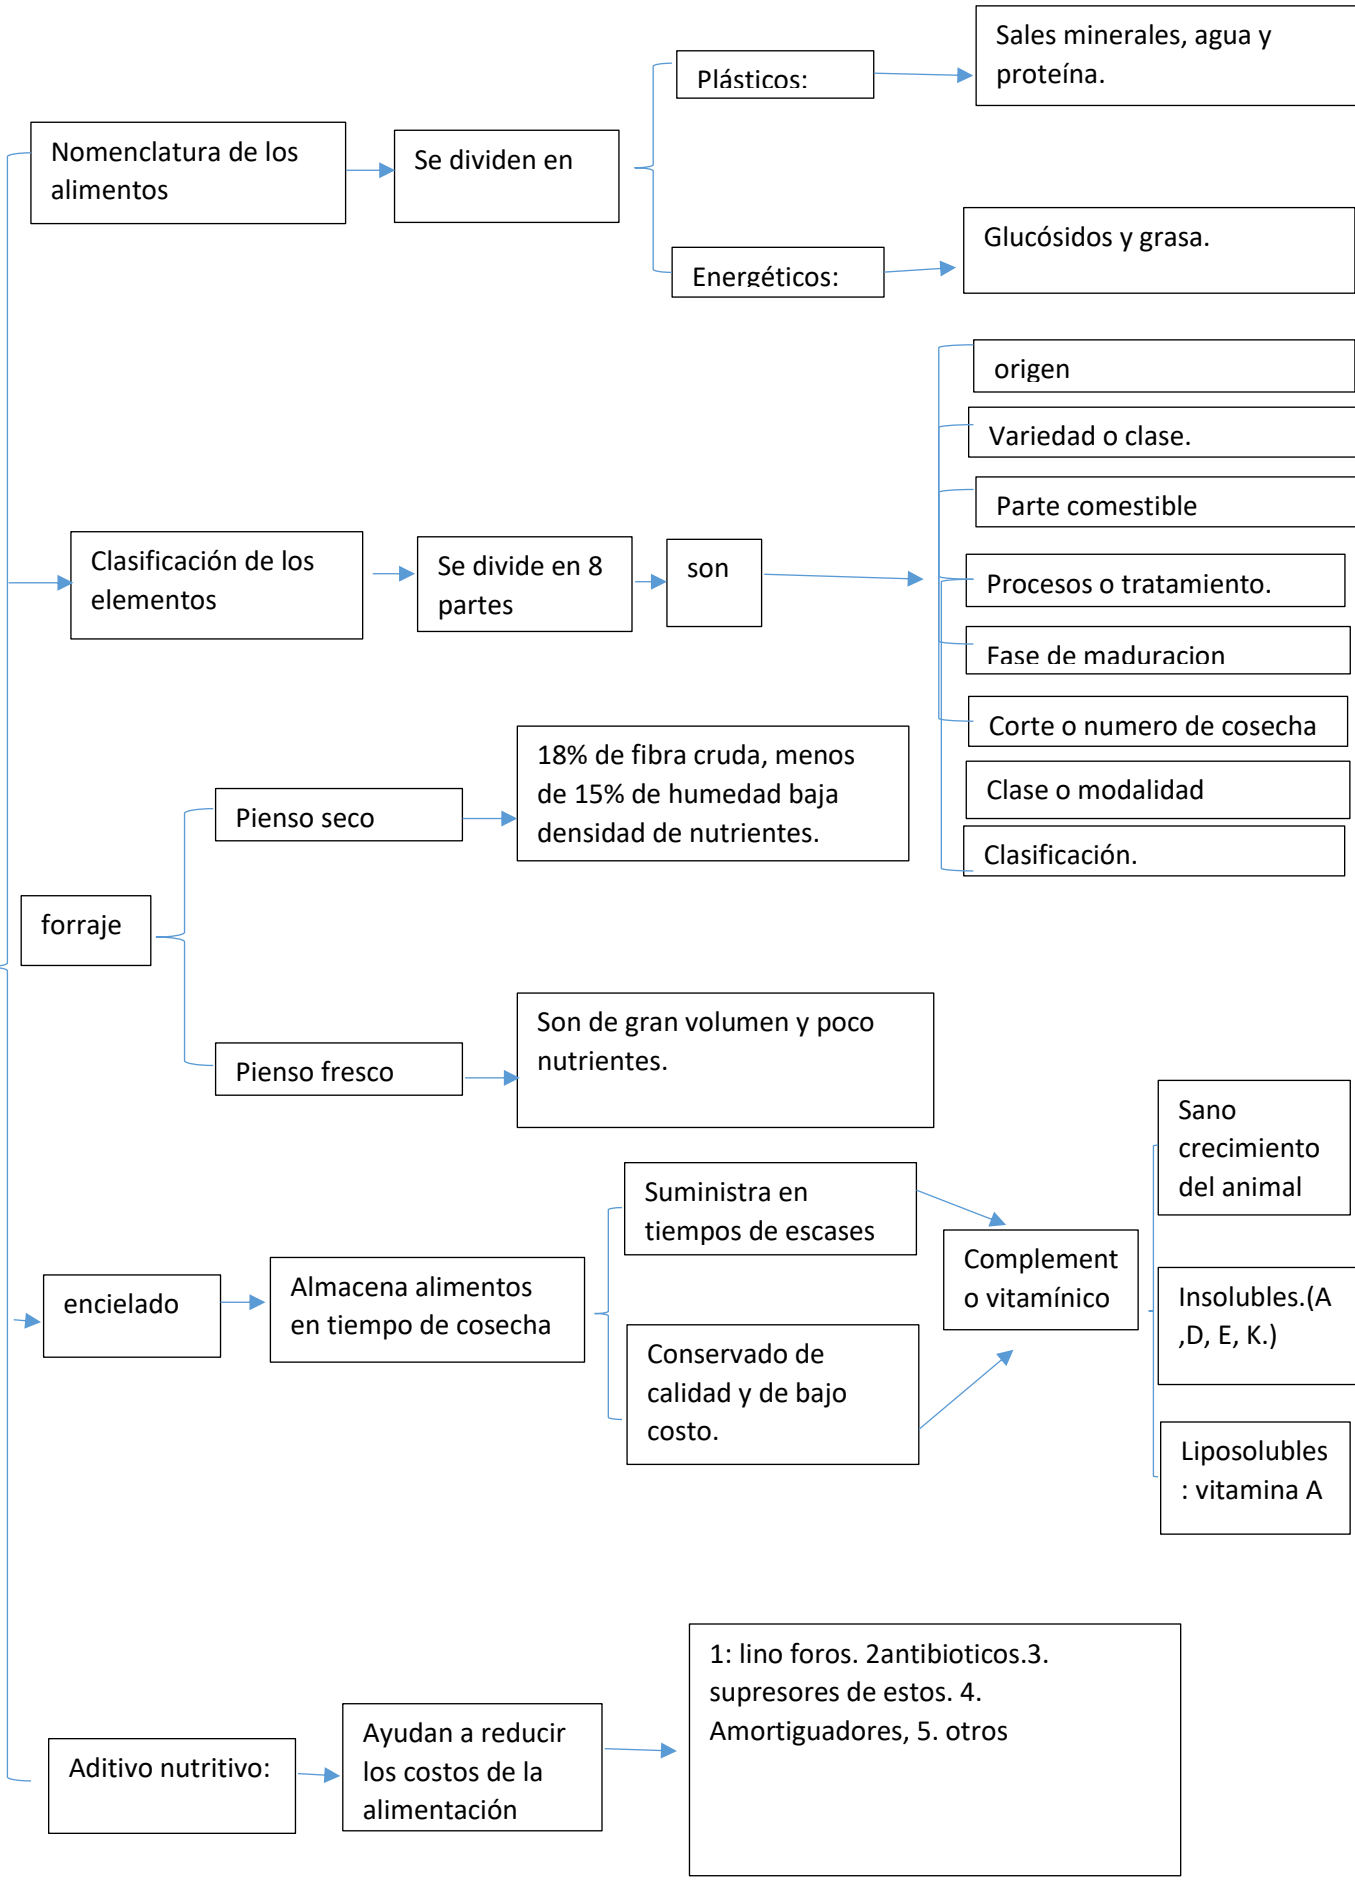 Nomenclatura de los
alimentos
Se dividen en
Plásticos:
Sales minerales, agua y
proteína.
Energéticos:
Glucósidos y grasa.
Clasificación de los
elementos
Se divide en 8
partes
son
origen
Variedad o clase.
Parte comestible
Procesos o tratamiento.
Fase de maduracion
Corte o numero de cosecha
Clase o modalidad
Clasificación.
forraje
Pienso seco
18% de fibra cruda, menos
de 15% de humedad baja
densidad de nutrientes.
Pienso fresco
Son de gran volumen y poco
nutrientes.
encielado
Almacena alimentos
en tiempo de cosecha
Suministra en
tiempos de escases
Conservado de
calidad y de bajo
costo.
Complement
o vitamínico
Sano
crecimiento
del animal
Insolubles.(A
,D, E, K.)
Liposolubles
: vitamina A
Aditivo nutritivo:
Ayudan a reducir
los costos de la
alimentación
1: lino foros. 2antibioticos.3.
supresores de estos. 4.
Amortiguadores, 5. otros